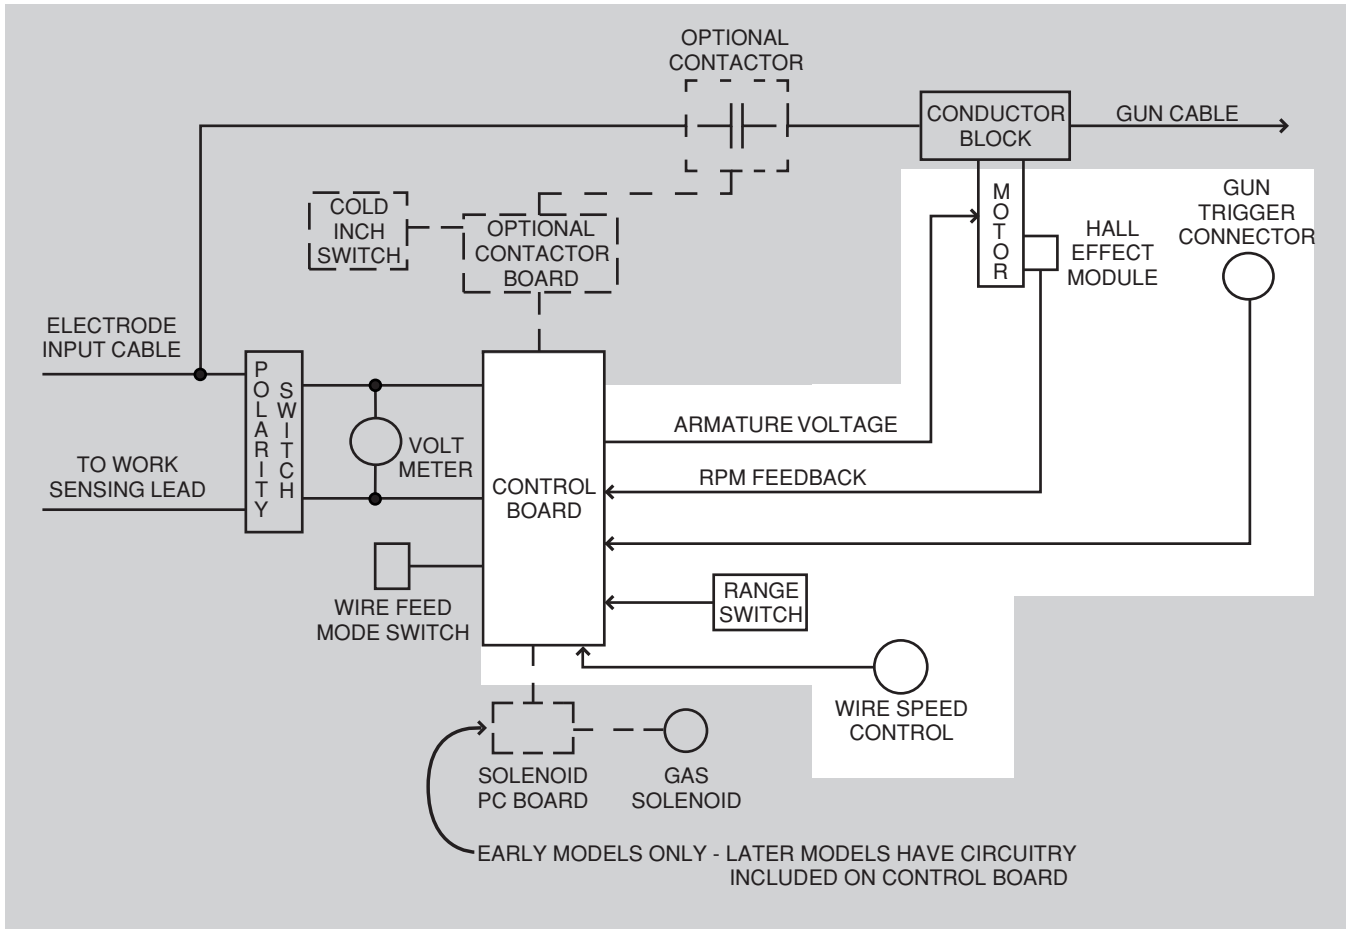 OPTIONAL
CONTACTOR
CONDUCTOR
BLOCK
GUN CABLE
COLD
INCH
SWITCH
OPTIONAL
CONTACTOR
BOARD
MOTOR
HALL
EFFECT
MODULE
GUN
TRIGGER
CONNECTOR
ELECTRODE
INPUT CABLE
TO WORK
SENSING LEAD
POLARITY
SWITCH
VOLT
METER
CONTROL
BOARD
ARMATURE VOLTAGE
RPM FEEDBACK
WIRE FEED
MODE SWITCH
RANGE
SWITCH
WIRE SPEED
CONTROL
SOLENOID
PC BOARD
GAS
SOLENOID
EARLY MODELS ONLY - LATER MODELS HAVE CIRCUITRY
INCLUDED ON CONTROL BOARD